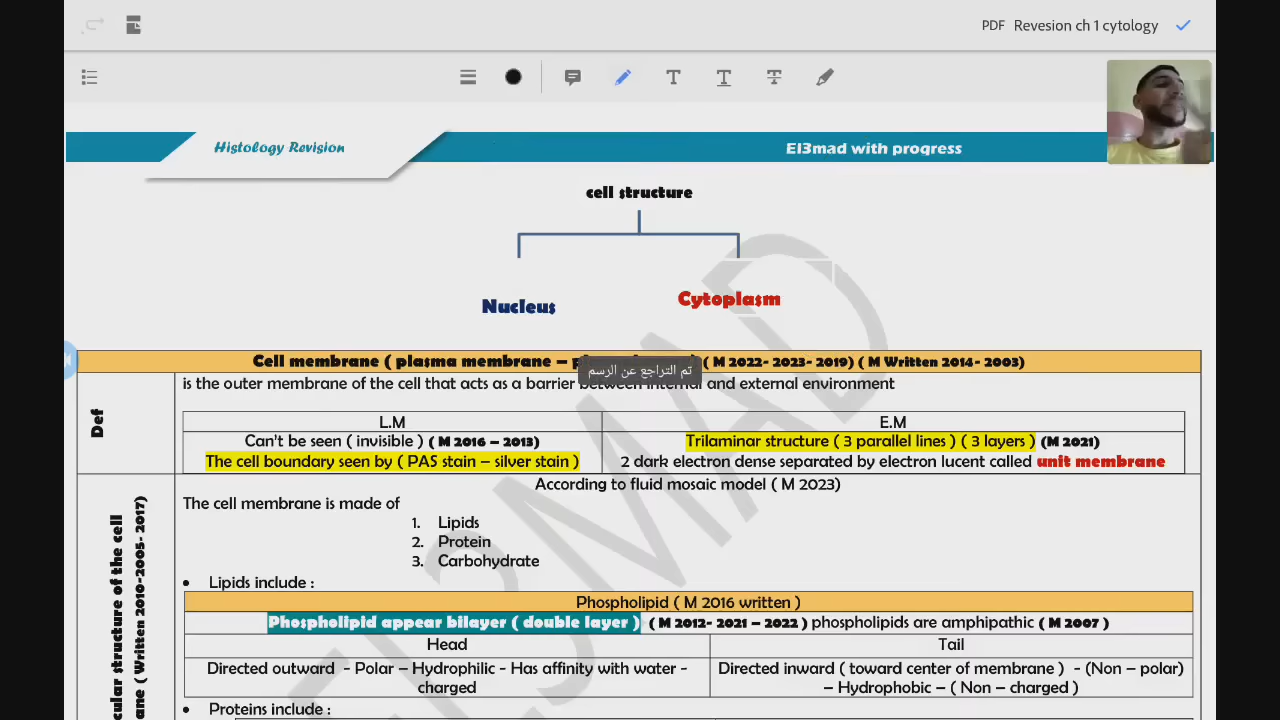 PDF Revesion ch 1 cytology
Histology Revision
El3mad with progress
cell structure
Nucleus
Cytoplasm
Cell membrane ( plasma membrane – ( M 2022- 2023- 2019) ( M Written 2014- 2003)
تم التراجع عن الرسم
Def
is the outer membrane of the cell that acts as a barrier between internal and external environment
L.M
E.M
Can't be seen ( invisible ) ( M 2016 – 2013)
Trilaminar structure ( 3 parallel lines ) ( 3 layers ) (M 2021)
The cell boundary seen by ( PAS stain – silver stain )
2 dark electron dense separated by electron lucent called unit membrane
cular structure of the cell
ane ( Written 2010-2005- 2017)
According to fluid mosaic model ( M 2023)
The cell membrane is made of
1. Lipids
2. Protein
3. Carbohydrate
• Lipids include :
Phospholipid ( M 2016 written )
Phospholipid appear bilayer ( double layer ) ( M 2012- 2021 – 2022 ) phospholipids are amphipathic ( M 2007 )
Head
Tail
Directed outward - Polar – Hydrophilic - Has affinity with water -
charged
Directed inward ( toward center of membrane ) - (Non – polar)
– Hydrophobic – ( Non – charged )
• Proteins include :
EL3MAD